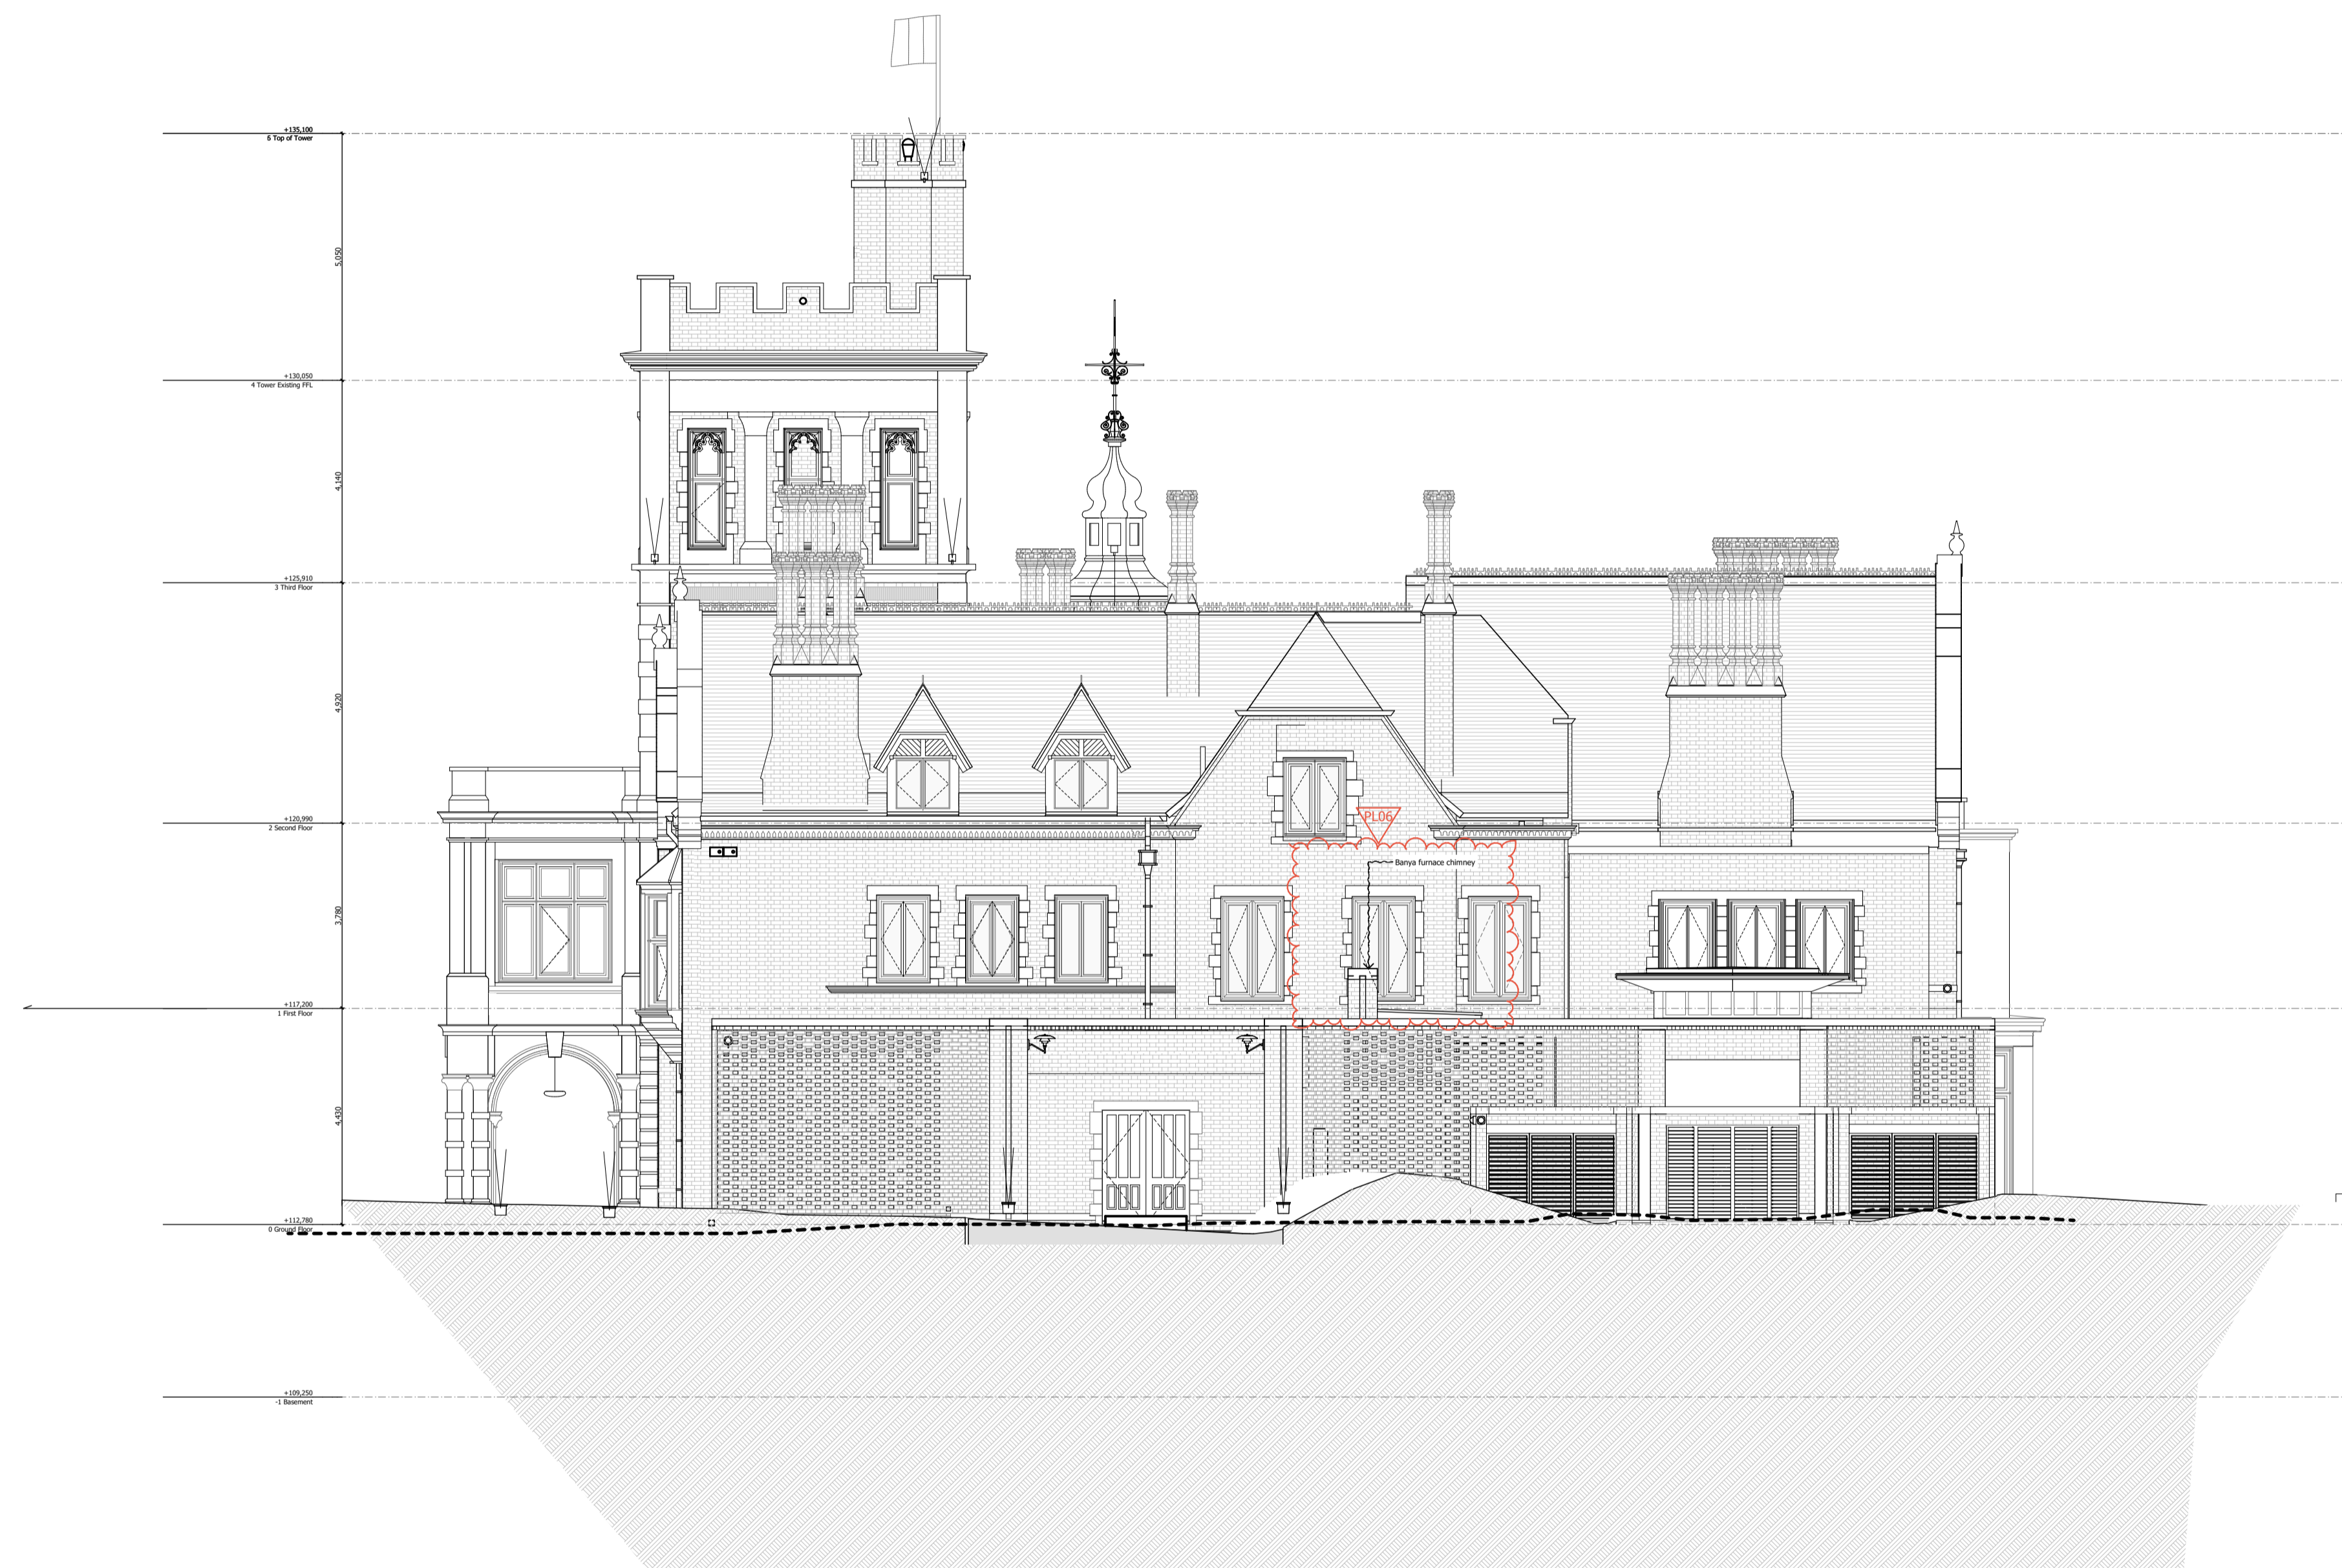 +135,100
6 Top of Tower
5,050
+130,050
4 Tower Existing FFL
4,140
+125,910
3 Third Floor
4,920
+120,990
2 Second Floor
PL06
Banya furnace chimney
3,780
+117,200
1 First Floor
4,430
+112,780
0 Ground Floor
+109,250
-1 Basement